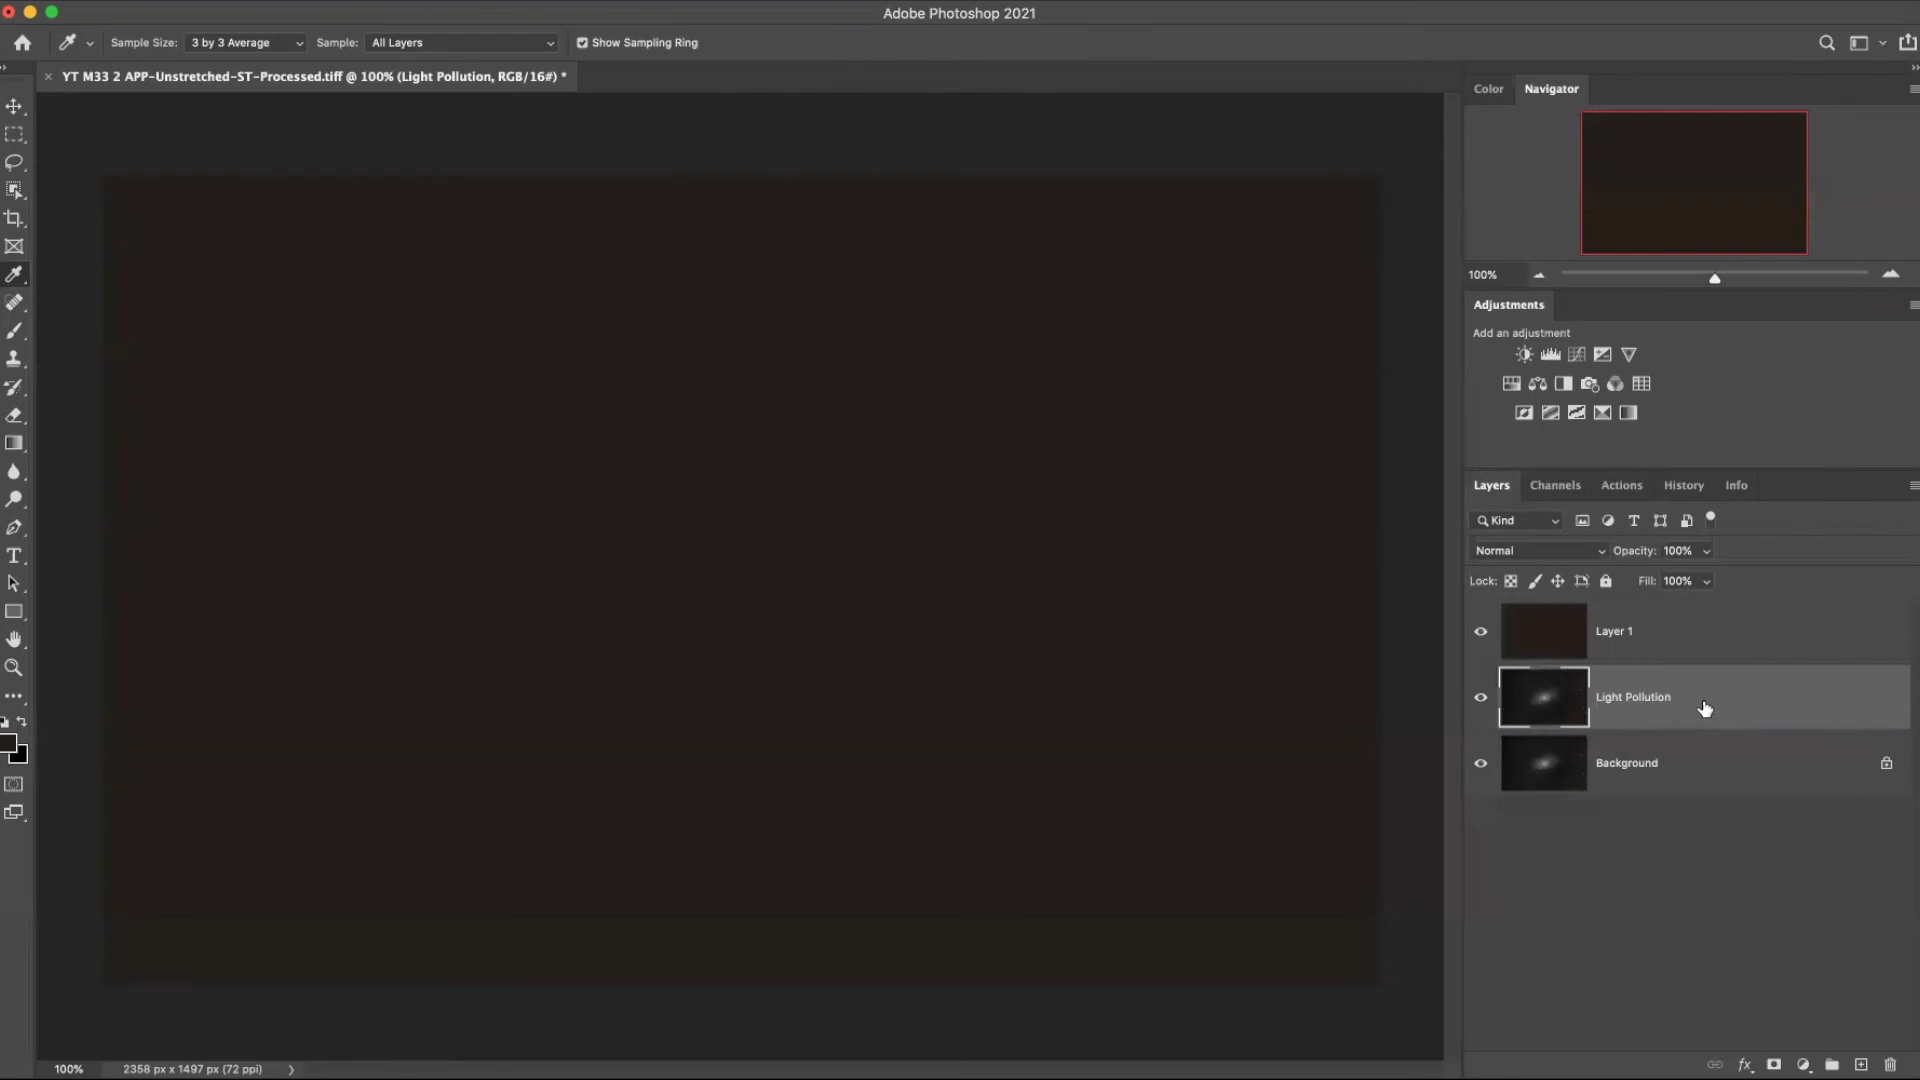 Adobe Photoshop 2021
Sample Size: 3 by 3 Average Sample: All Layers Show Sampling Ring
YT M33 2 APP-Unstretched-ST-Processed.tiff @ 100% (Light Pollution, RGB/16#) *
Color Navigator
100%
Adjustments
Add an adjustment
Layers Channels Actions History Info
Kind
Normal Opacity: 100%
Lock: Fill: 100%
Layer 1
Light Pollution
Background
100% 2358 px x 1497 px (72 ppi)